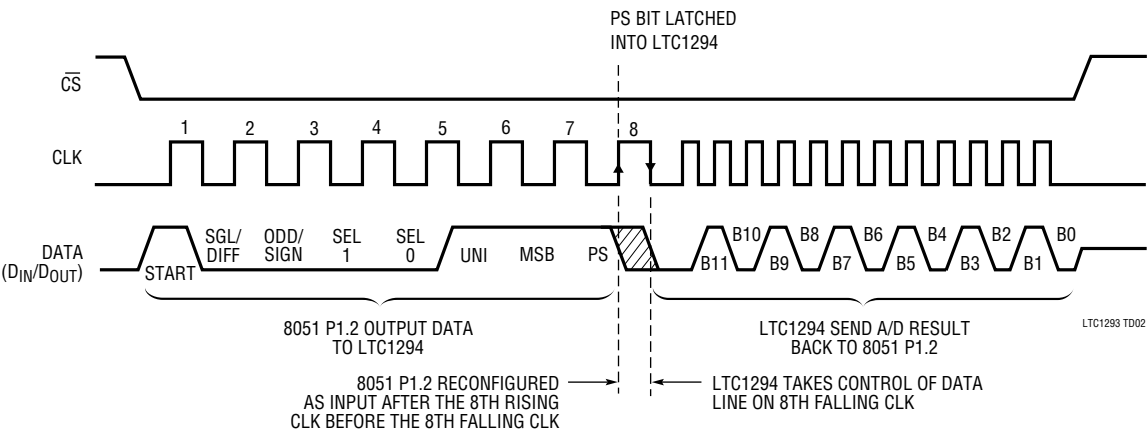 PS BIT LATCHED
INTO LTC1294
CS
1 2 3 4 5 6 7 8
CLK
DATA
(DIN/DOUT)
START
SGL/
DIFF
ODD/
SIGN
SEL
1
SEL
0
UNI
MSB
PS
B11
B10
B9
B8
B7
B6
B5
B4
B3
B2
B1
B0
8051 P1.2 OUTPUT DATA
TO LTC1294
LTC1294 SEND A/D RESULT
BACK TO 8051 P1.2
LTC1293 TD02
8051 P1.2 RECONFIGURED
AS INPUT AFTER THE 8TH RISING
CLK BEFORE THE 8TH FALLING CLK
LTC1294 TAKES CONTROL OF DATA
LINE ON 8TH FALLING CLK